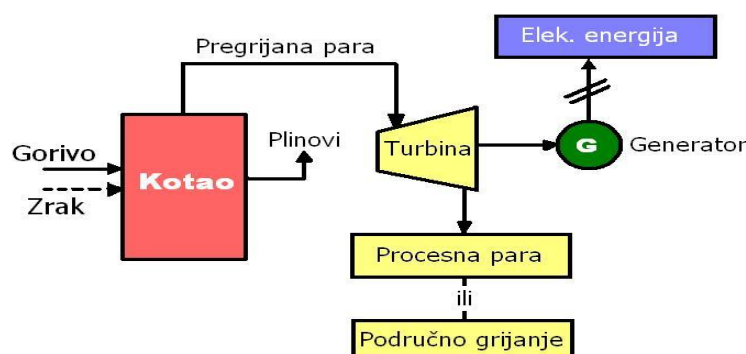 Elek. energija
Pregrijana para
Plinovi
Gorivo
Zrak
Kotao
Turbina
G
Generator
Procesna para
ili
Područno grijanje